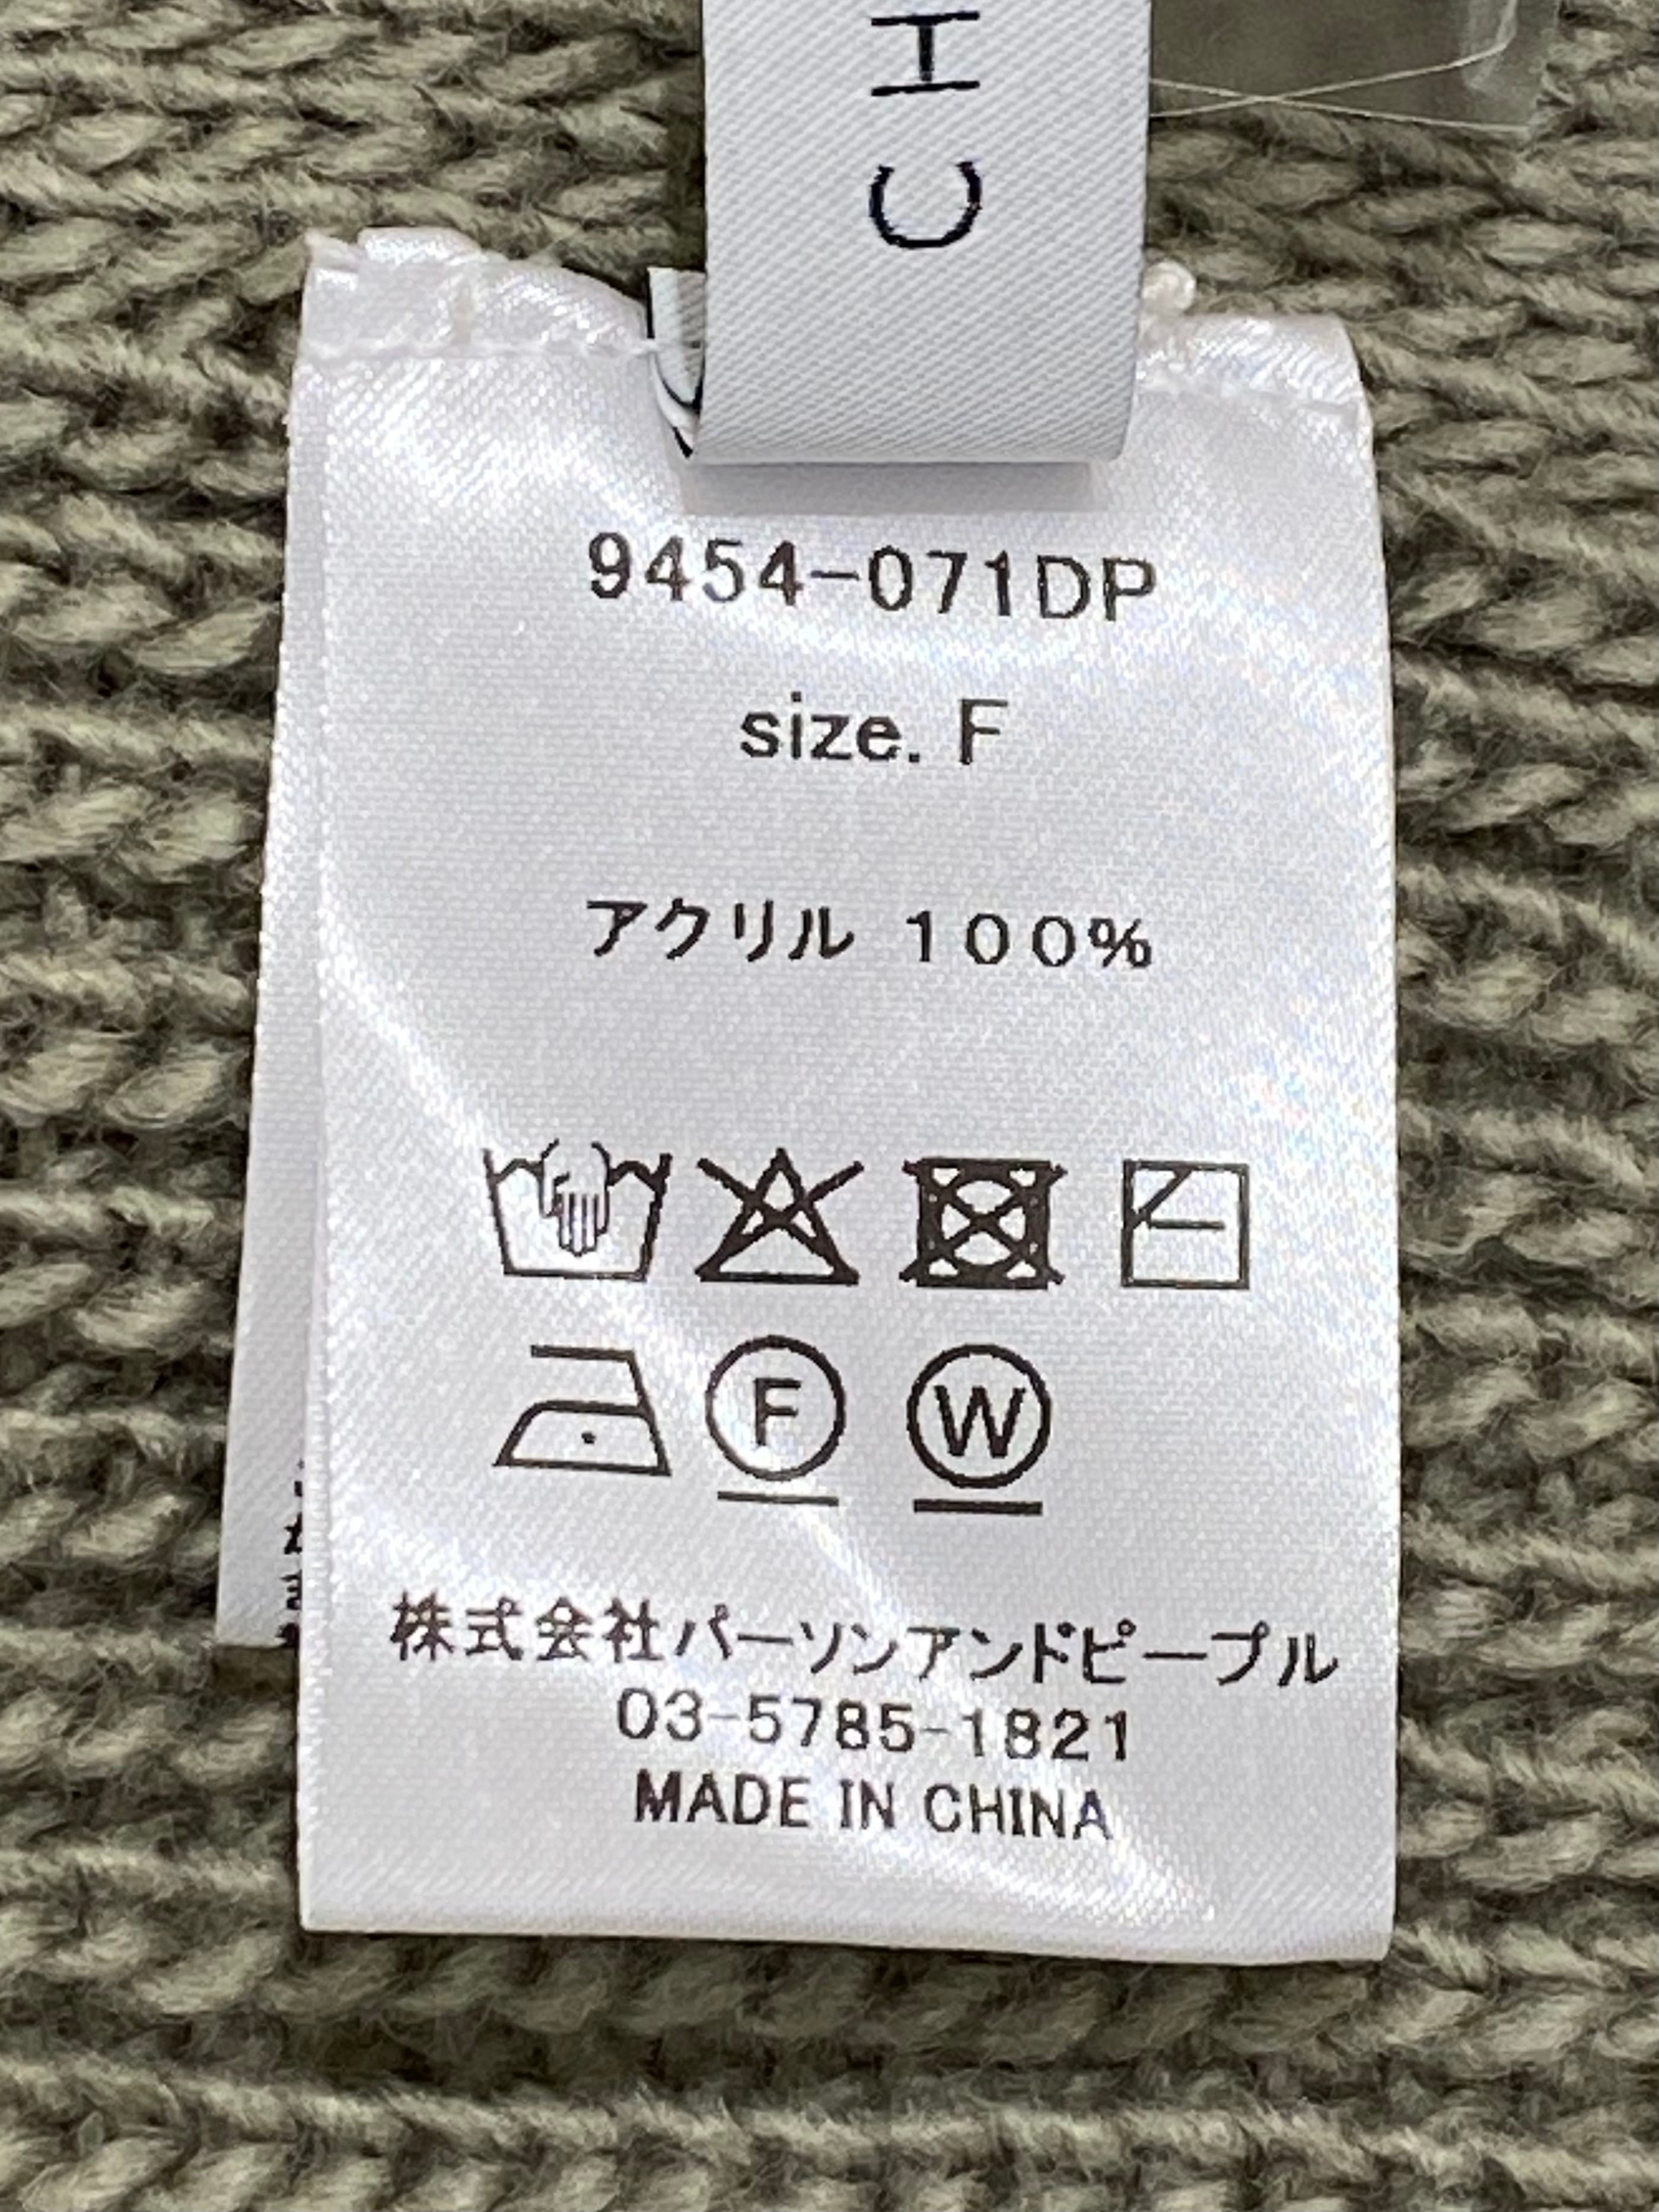 CH
9454-071DP
size. F
アクリル 100%
F W
株式会社パーソンアンドピープル
03-5785-1821
MADE IN CHINA